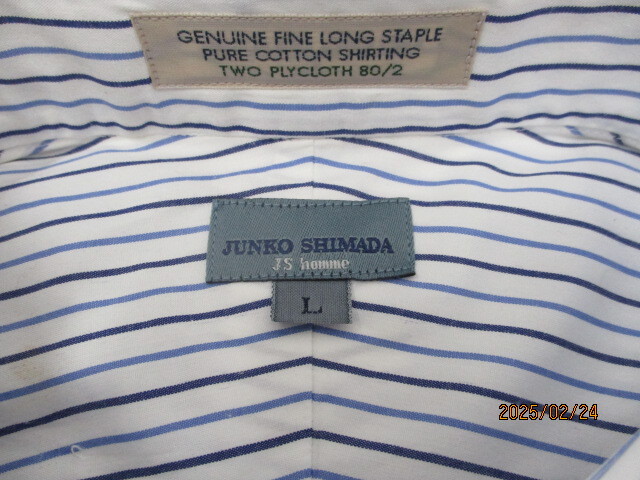 GENUINE FINE LONG STAPLE
PURE COTTON SHIRTING
TWO PLYCLOTH 80/2
JUNKO SHIMADA
JS homme
L
2025/02/24